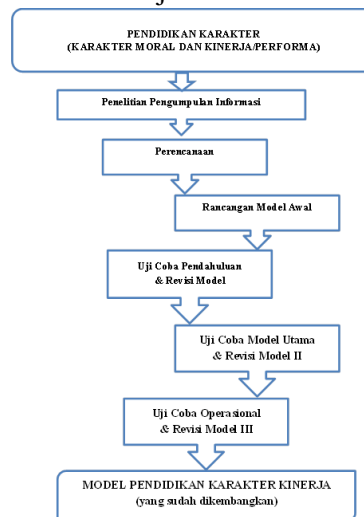 PENDIDIKAN KARAKTER
(KARAKTER MORAL DAN KINERJA/PERFORMA)
Penelitian Pengumpulan Informasi
Perencanaan
Rancangan Model Awal
Uji Coba Pendahuluan
& Revisi Model
Uji Coba Model Utama
& Revisi Model II
Uji Coba Operasional
& Revisi Model III
MODEL PENDIDIKAN KARAKTER KINERJA
(yang sudah dikembangkan)